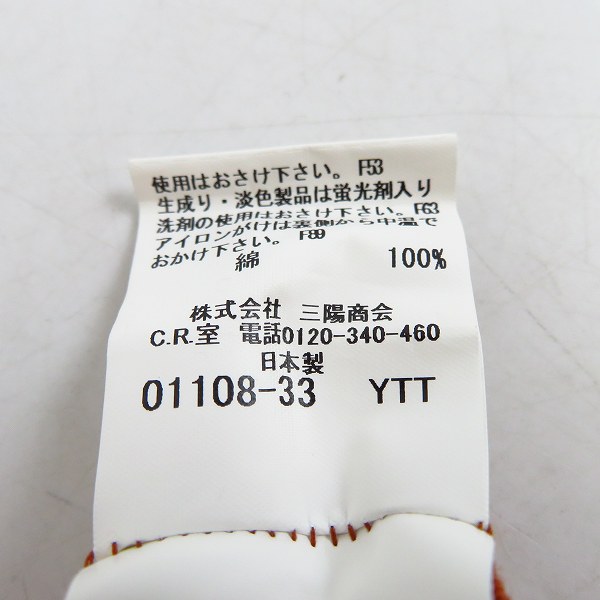 使用はおさけ下さい。F53
生成り・淡色製品は蛍光剤入り
洗剤の使用はおさけ下さい。F63
アイロンがけは裏側から中温で
おかけ下さい。F89
綿 100%
株式会社 三陽商会
C.R.室 電話0120-340-460
日本製
01108-33 YTT